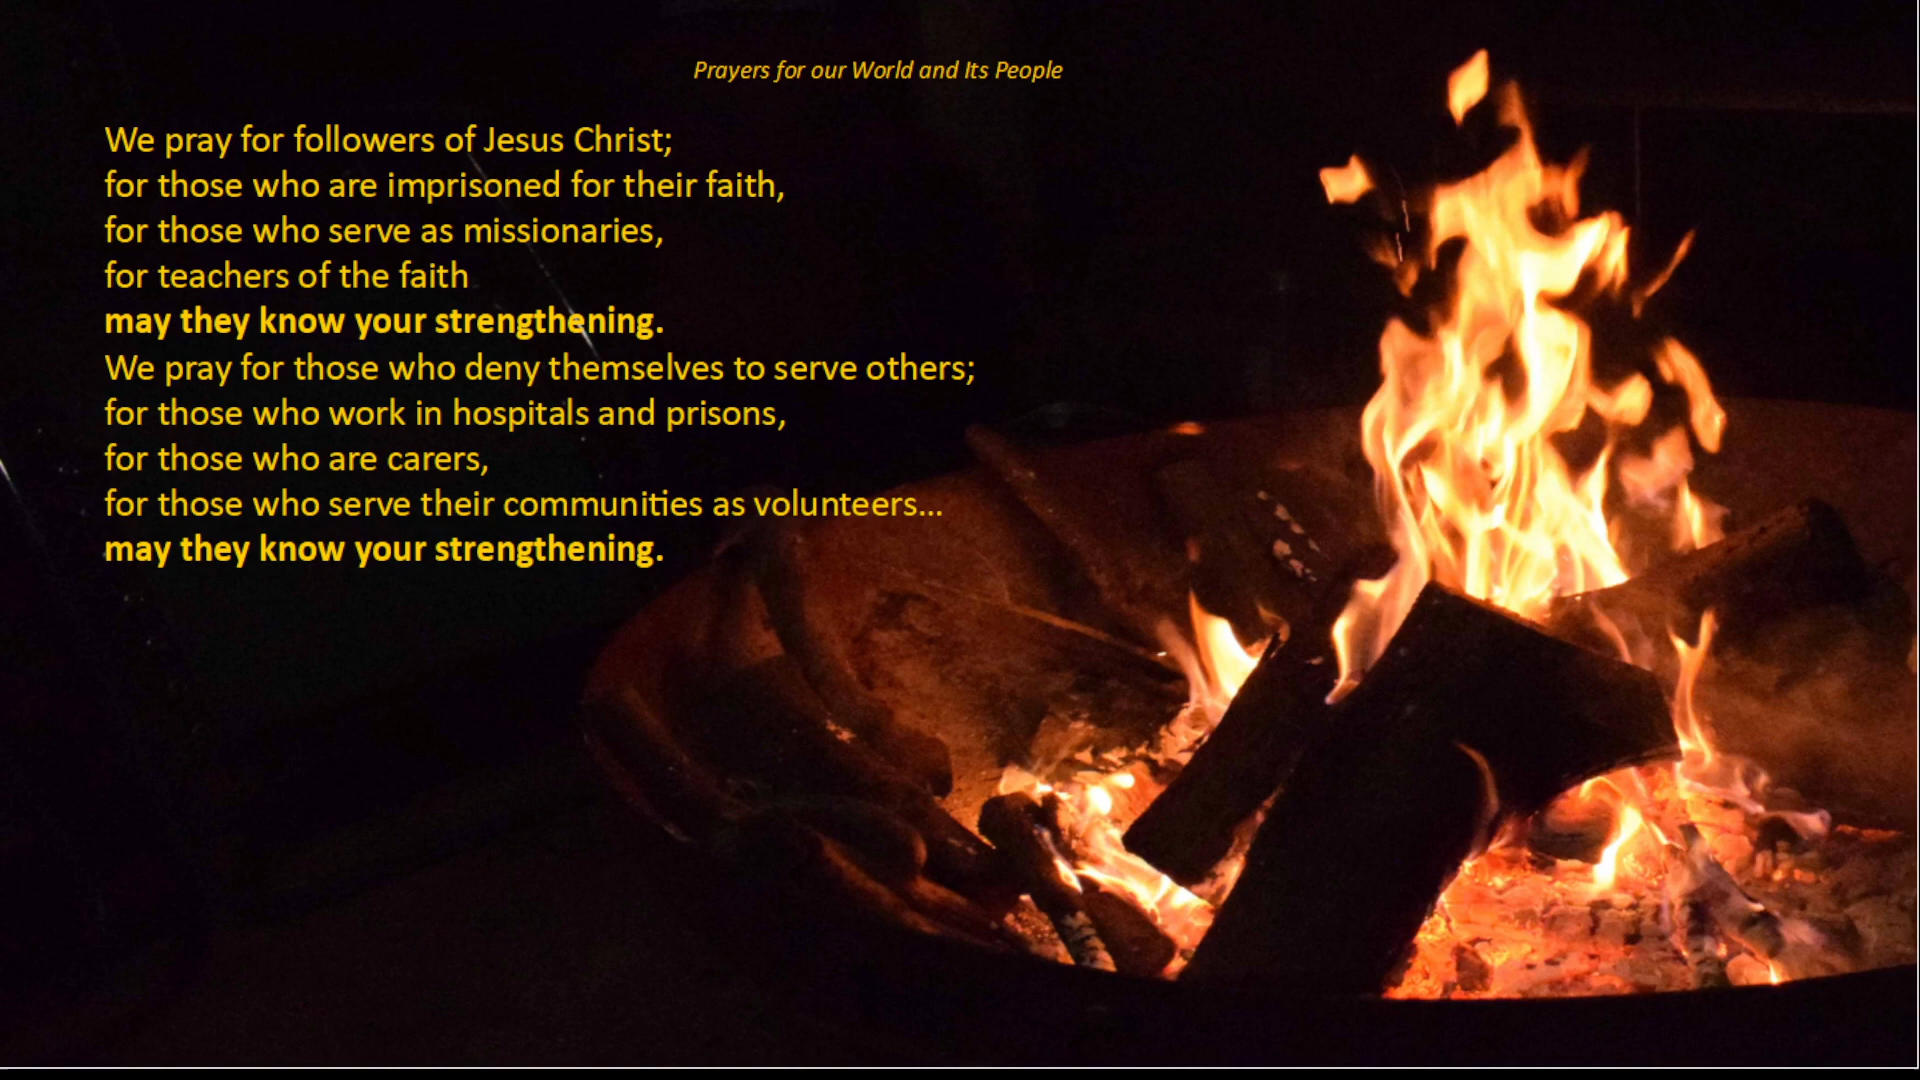 Prayers for our World and Its People
We pray for followers of Jesus Christ;
for those who are imprisoned for their faith,
for those who serve as missionaries,
for teachers of the faith
may they know your strengthening.
We pray for those who deny themselves to serve others;
for those who work in hospitals and prisons,
for those who are carers,
for those who serve their communities as volunteers...
may they know your strengthening.